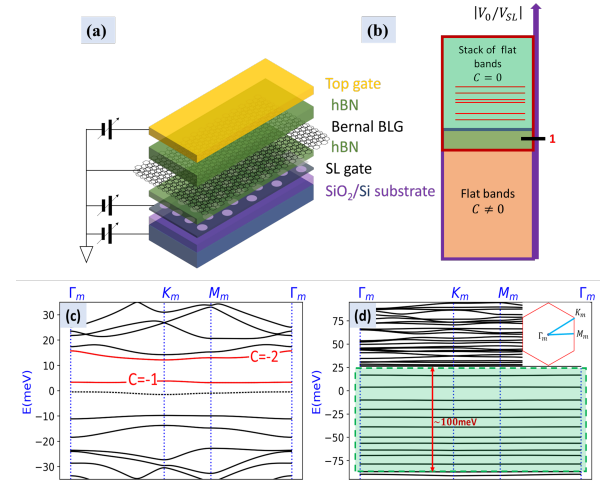 (a)
Top gate
hBN
Bernal BLG
hBN
SL gate
SiO₂/Si substrate
(b)
|V₀/V_SL|
Stack of flat
bands
C = 0
1
Flat bands
C ≠ 0
(c)
Γₘ Kₘ Mₘ Γₘ
E(meV)
30
20
10
0
−10
−20
−30
C=-2
C=-1
(d)
Γₘ Kₘ Mₘ Γₘ
E(meV)
75
50
25
0
−25
−50
−75
Kₘ
Γₘ Mₘ
~100meV